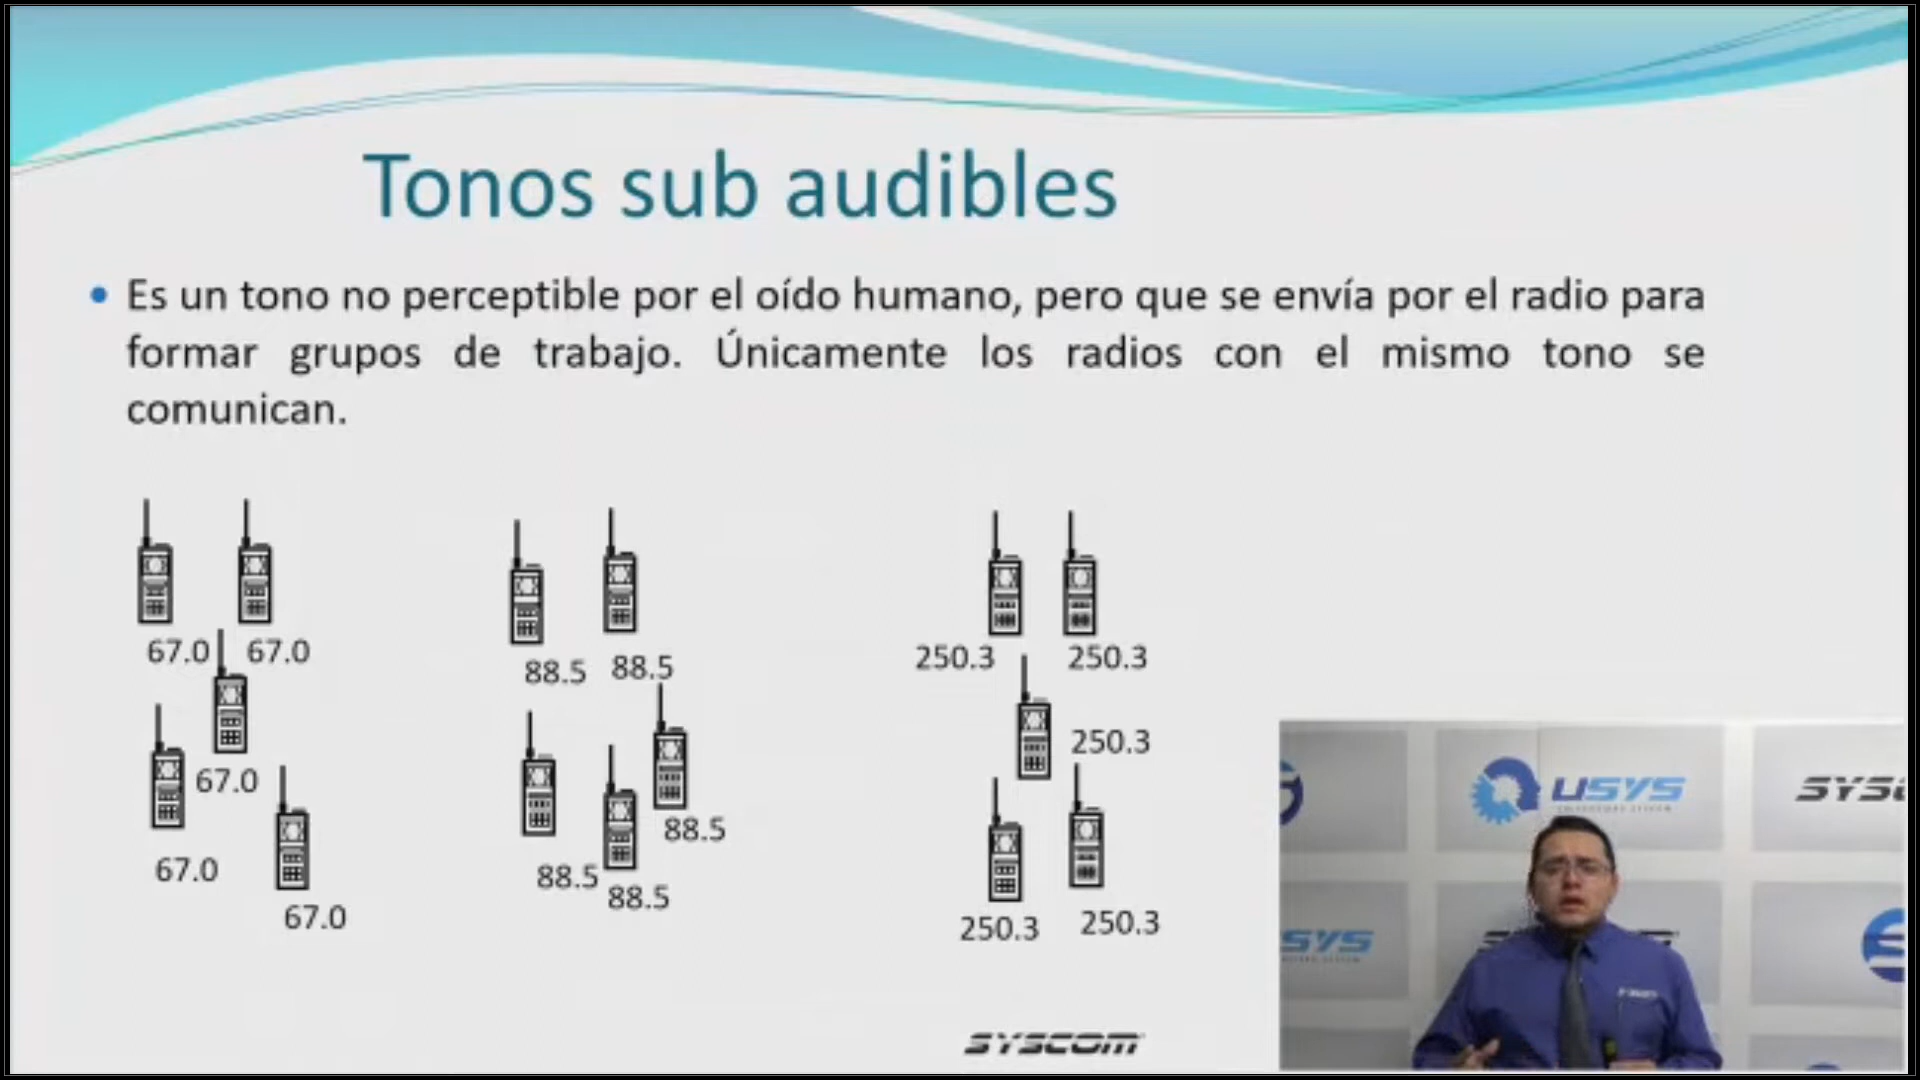 Tonos sub audibles
• Es un tono no perceptible por el oído humano, pero que se envía por el radio para
formar grupos de trabajo. Únicamente los radios con el mismo tono se
comunican.
67.0 67.0
67.0
67.0
67.0
88.5 88.5
88.5
88.5
88.5
250.3 250.3
250.3
250.3 250.3
USYS
SYSC
SYS
SYSCOM